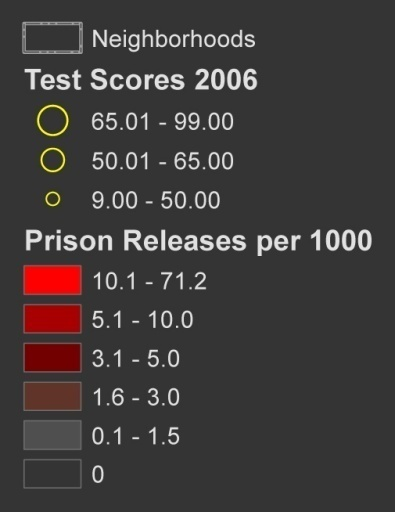 Neighborhoods
Test Scores 2006
65.01 - 99.00
50.01 - 65.00
9.00 - 50.00
Prison Releases per 1000
10.1 - 71.2
5.1 - 10.0
3.1 - 5.0
1.6 - 3.0
0.1 - 1.5
0